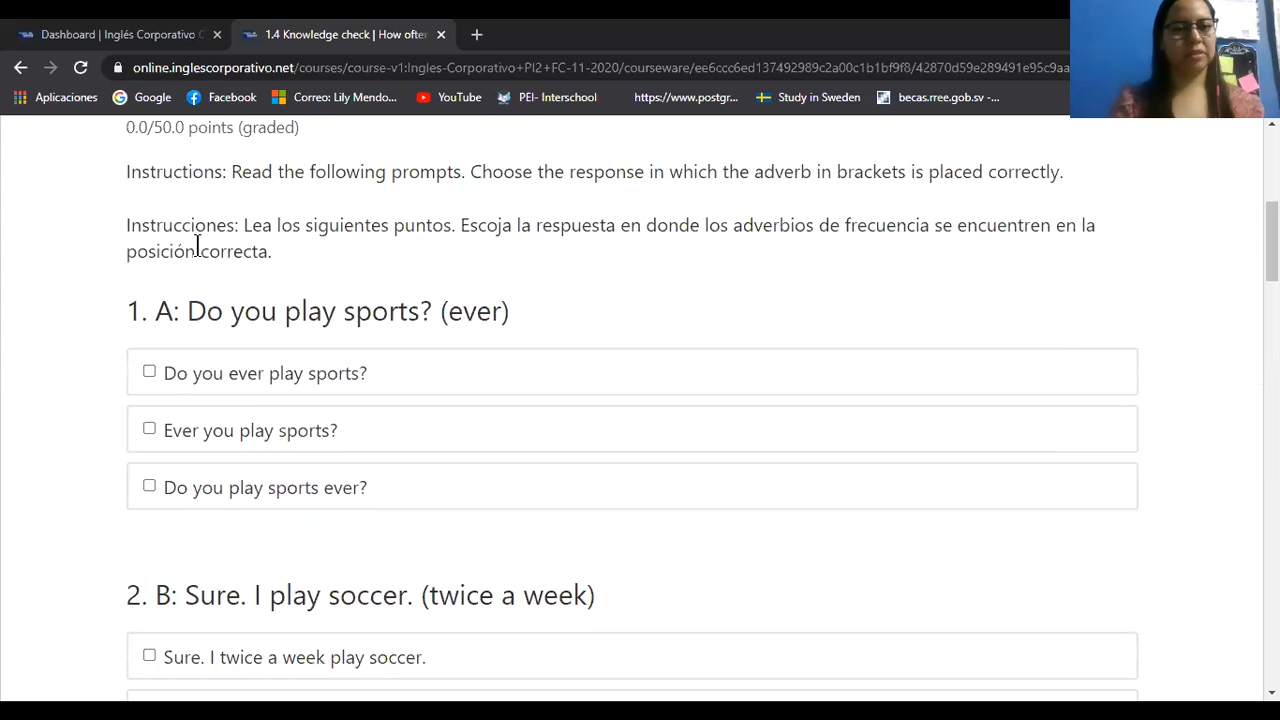 Dashboard | Inglés Corporativo C
1.4 Knowledge check | How ofter
online.inglescorporativo.net/courses/course-v1:Ingles-Corporativo+PI2+FC-11-2020/courseware/
Aplicaciones Google Facebook Correo: Lily Mendo... YouTube PEI- Interschool https://www.postgr... Study in Sweden becas.rree.gob.sv -...
0.0/50.0 points (graded)
Instructions: Read the following prompts. Choose the response in which the adverb in brackets is placed correctly.
Instrucciones: Lea los siguientes puntos. Escoja la respuesta en donde los adverbios de frecuencia se encuentren en la
posición correcta.
1. A: Do you play sports? (ever)
Do you ever play sports?
Ever you play sports?
Do you play sports ever?
2. B: Sure. I play soccer. (twice a week)
Sure. I twice a week play soccer.